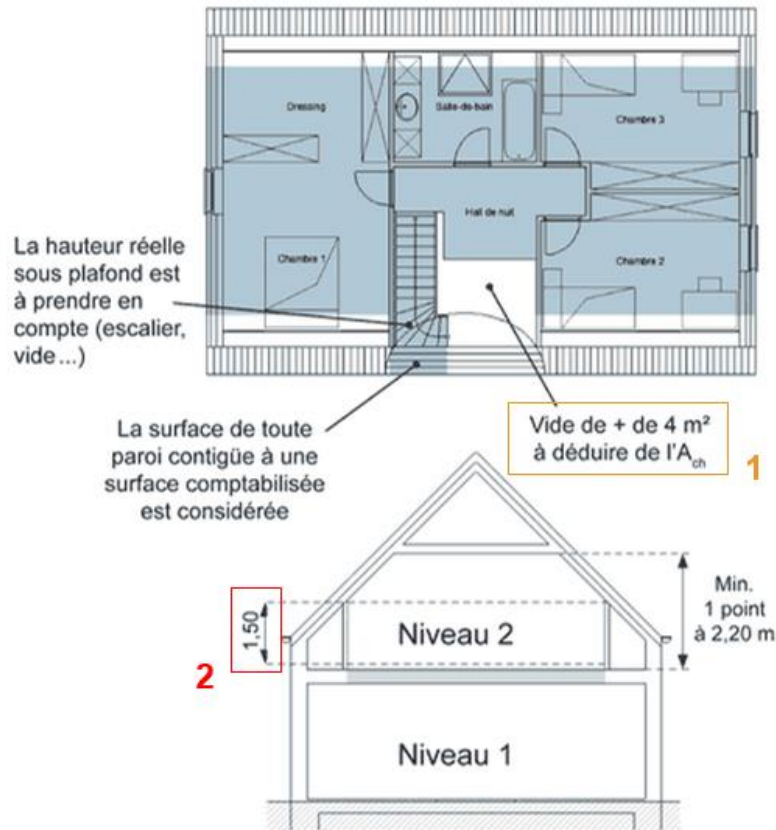 Dressing
Salle-de-bain
Chambre 3
Hall de nuit
Chambre 1
Chambre 2
La hauteur réelle
sous plafond est
à prendre en
compte (escalier,
vide...)
La surface de toute
paroi contigüe à une
surface comptabilisée
est considérée
Vide de + de 4 m²
à déduire de l'A_ch
1
1,50
2
Niveau 2
Min.
1 point
à 2,20 m
Niveau 1